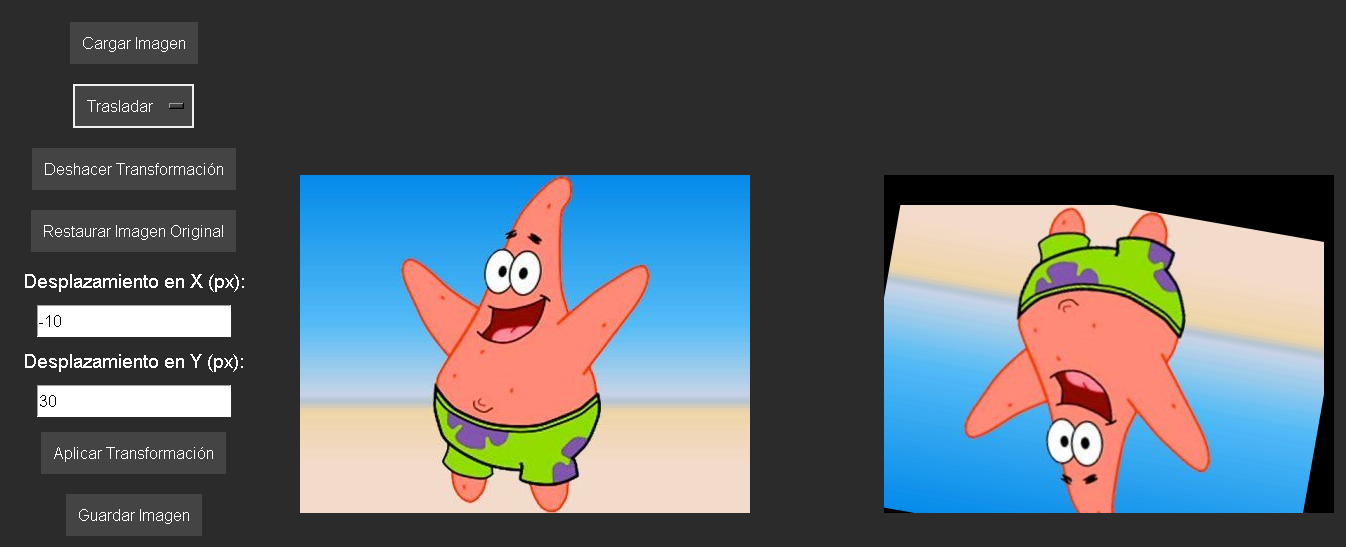 Cargar Imagen
Trasladar
Deshacer Transformación
Restaurar Imagen Original
Desplazamiento en X (px):
-10
Desplazamiento en Y (px):
30
Aplicar Transformación
Guardar Imagen